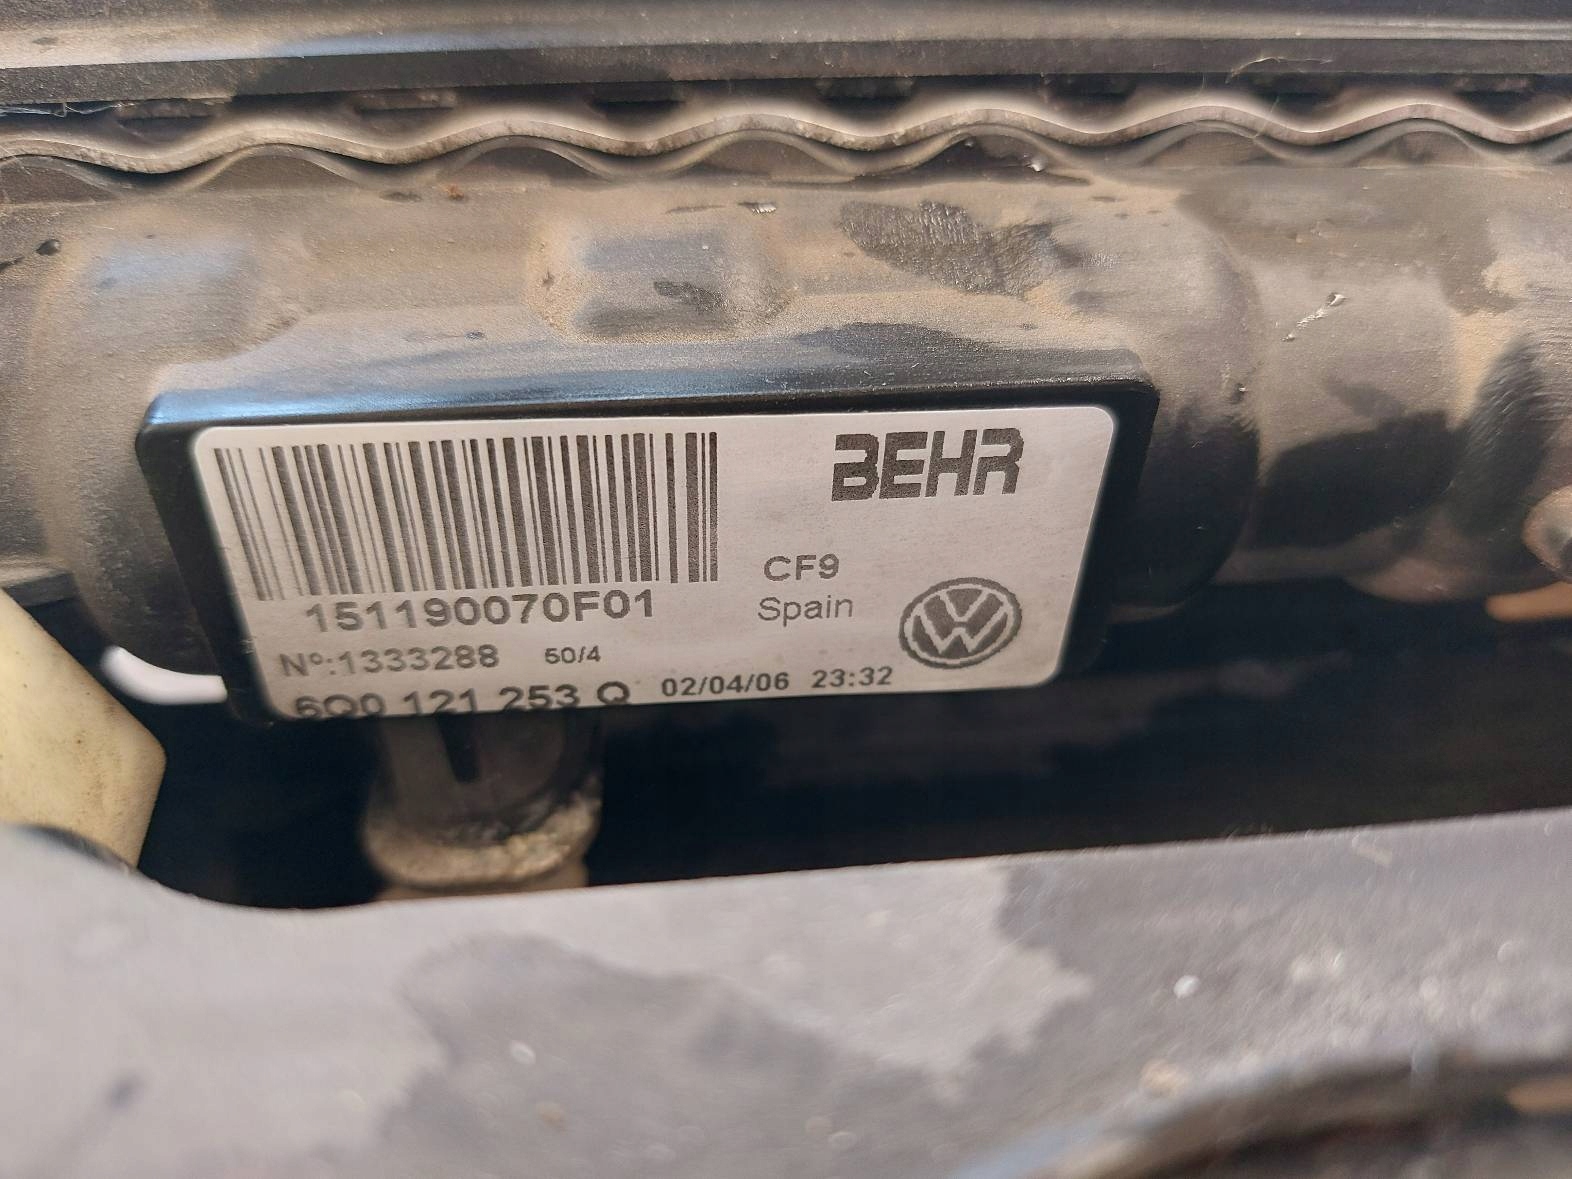 BEHR
CF9
151190070F01
Spain
Nº:1333288 50/4
6Q0 121 253 Q 02/04/06 23:32